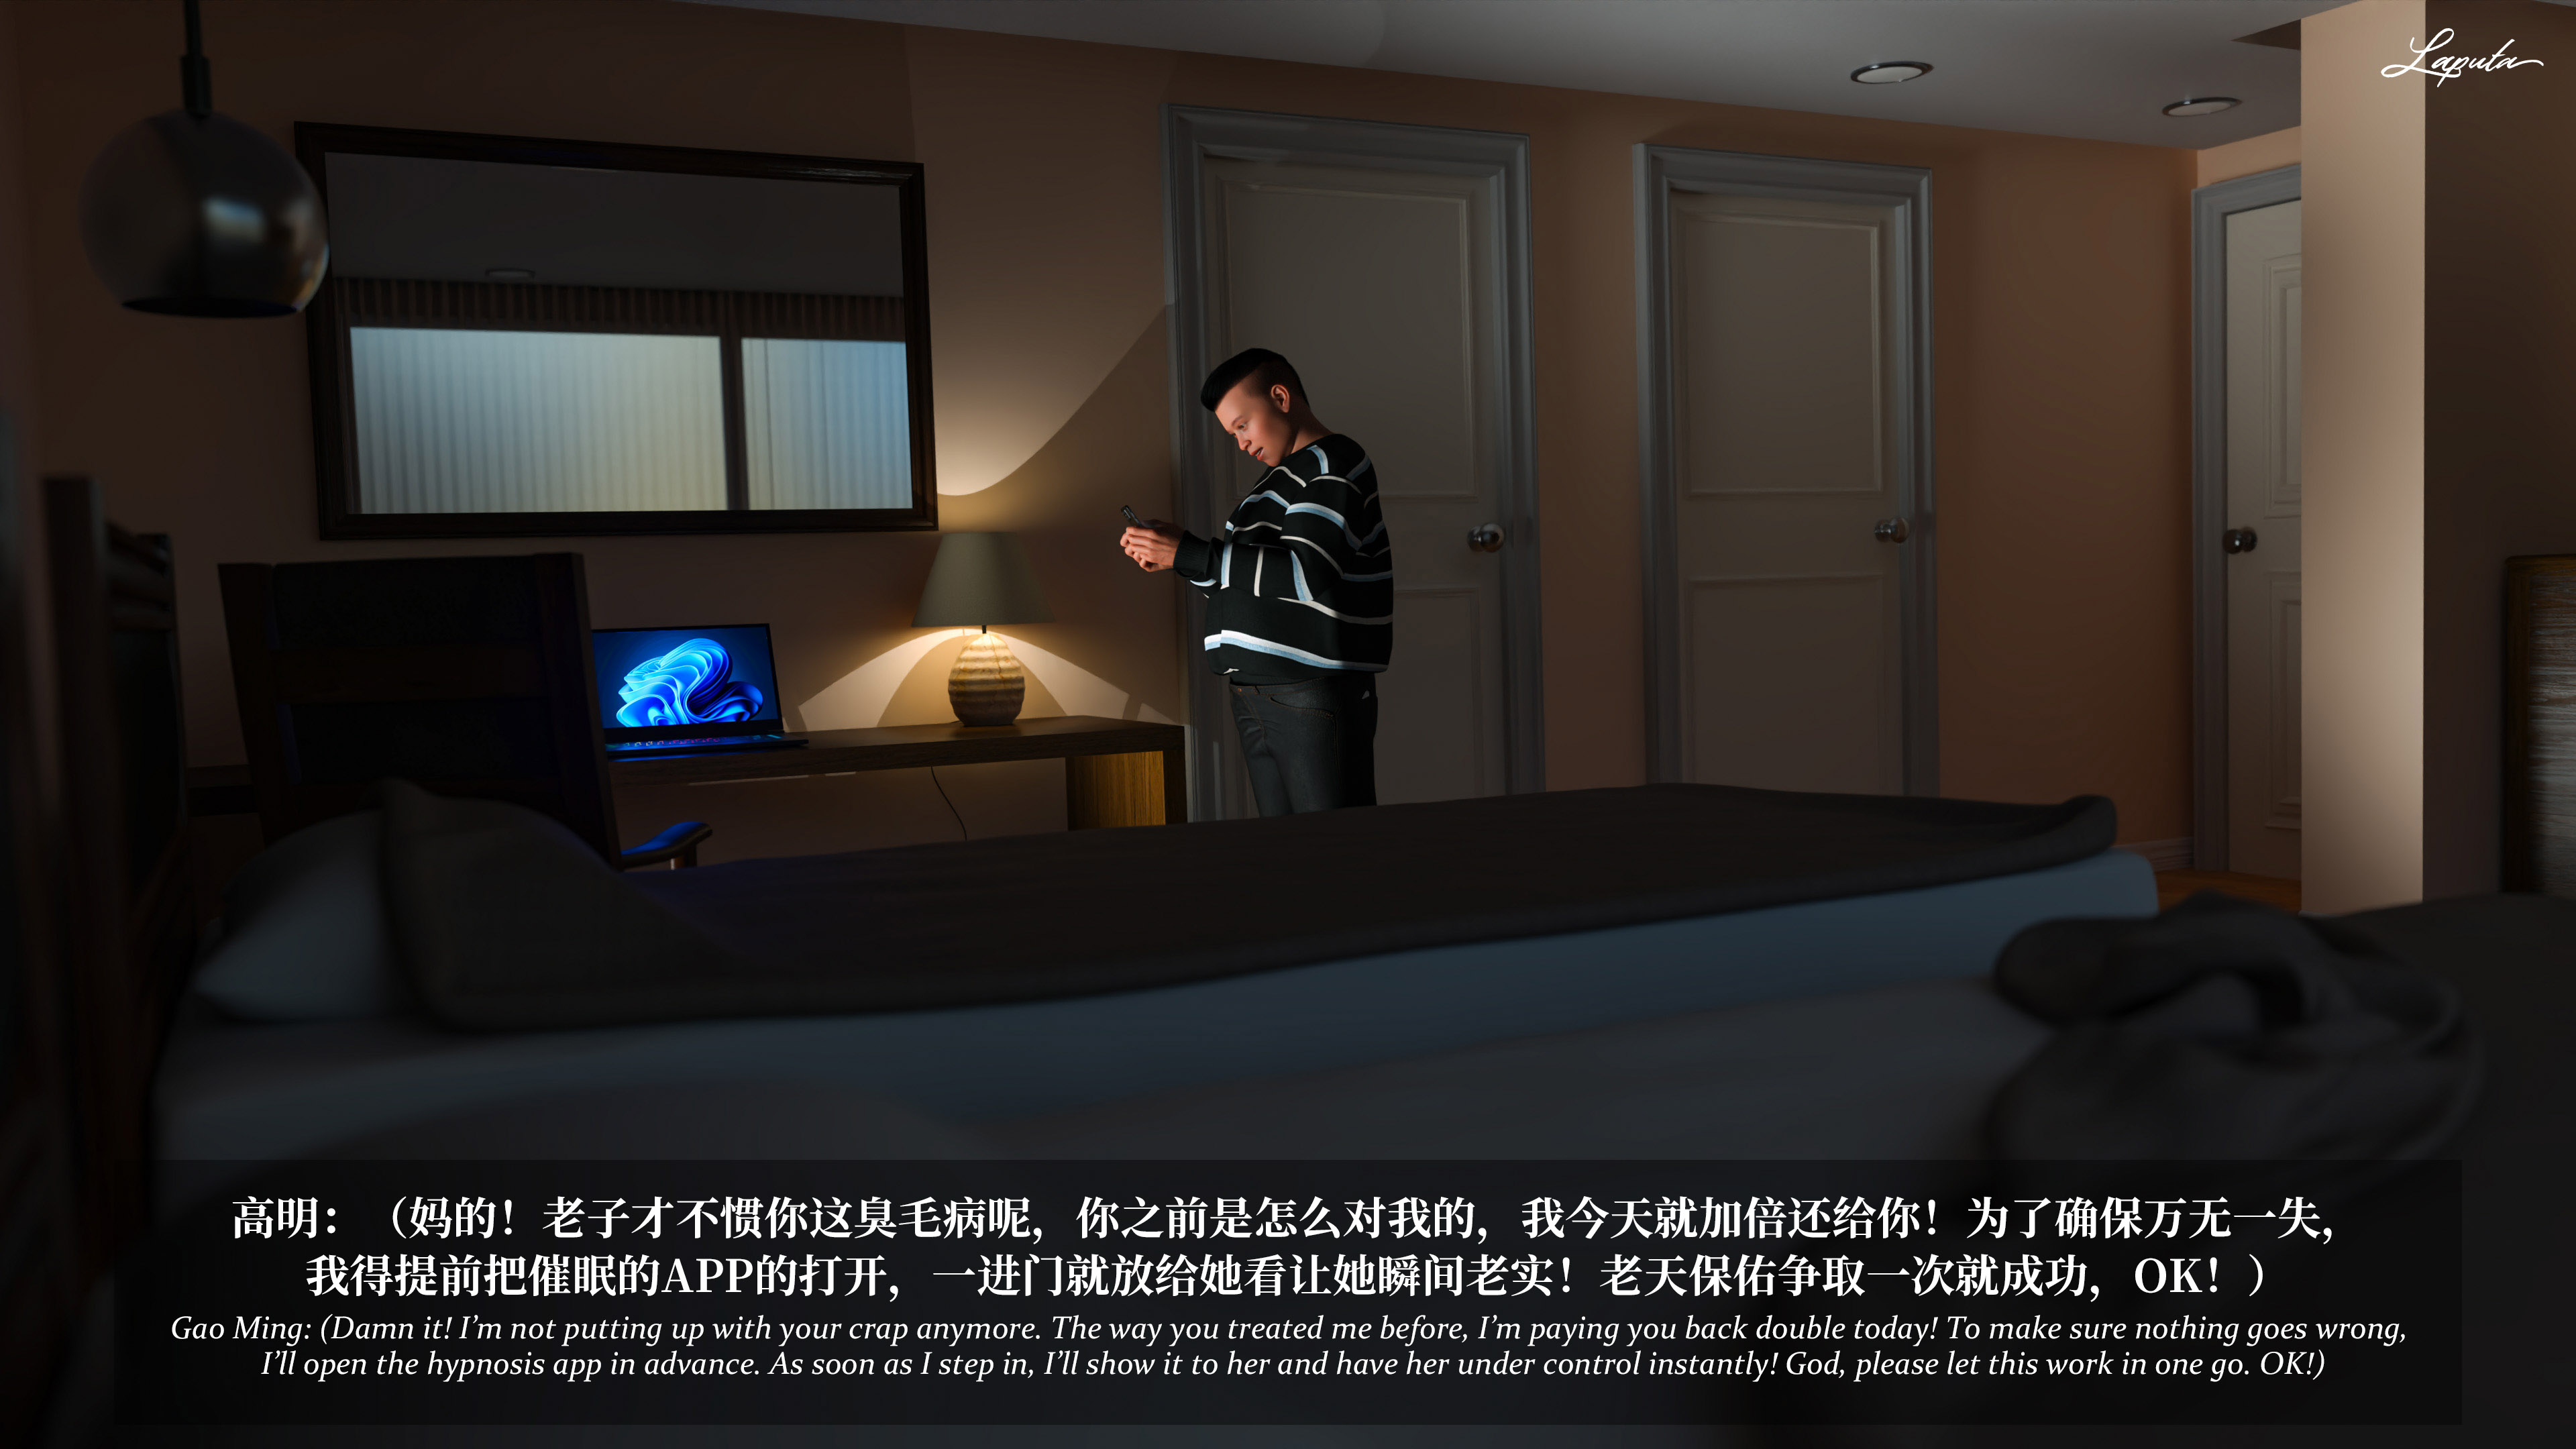 Laputa
高明：（妈的！老子才不惯你这臭毛病呢，你之前是怎么对我的，我今天就加倍还给你！为了确保万无一失，
我得提前把催眠的APP的打开，一进门就放给她看让她瞬间老实！老天保佑争取一次就成功，OK！）
Gao Ming: (Damn it! I’m not putting up with your crap anymore. The way you treated me before, I’m paying you back double today! To make sure nothing goes wrong,
I’ll open the hypnosis app in advance. As soon as I step in, I’ll show it to her and have her under control instantly! God, please let this work in one go. OK!)